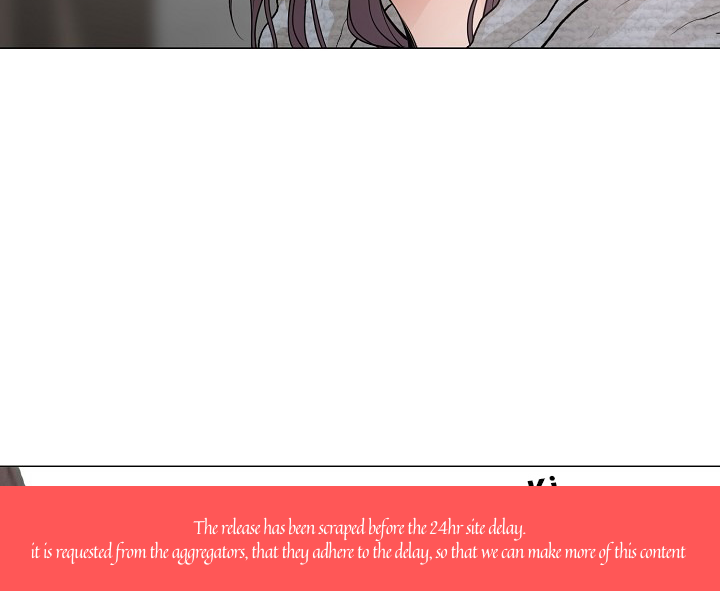 The release has been scraped before the 24hr site delay.
it is requested from the aggregators, that they adhere to the delay, so that we can make more of this content